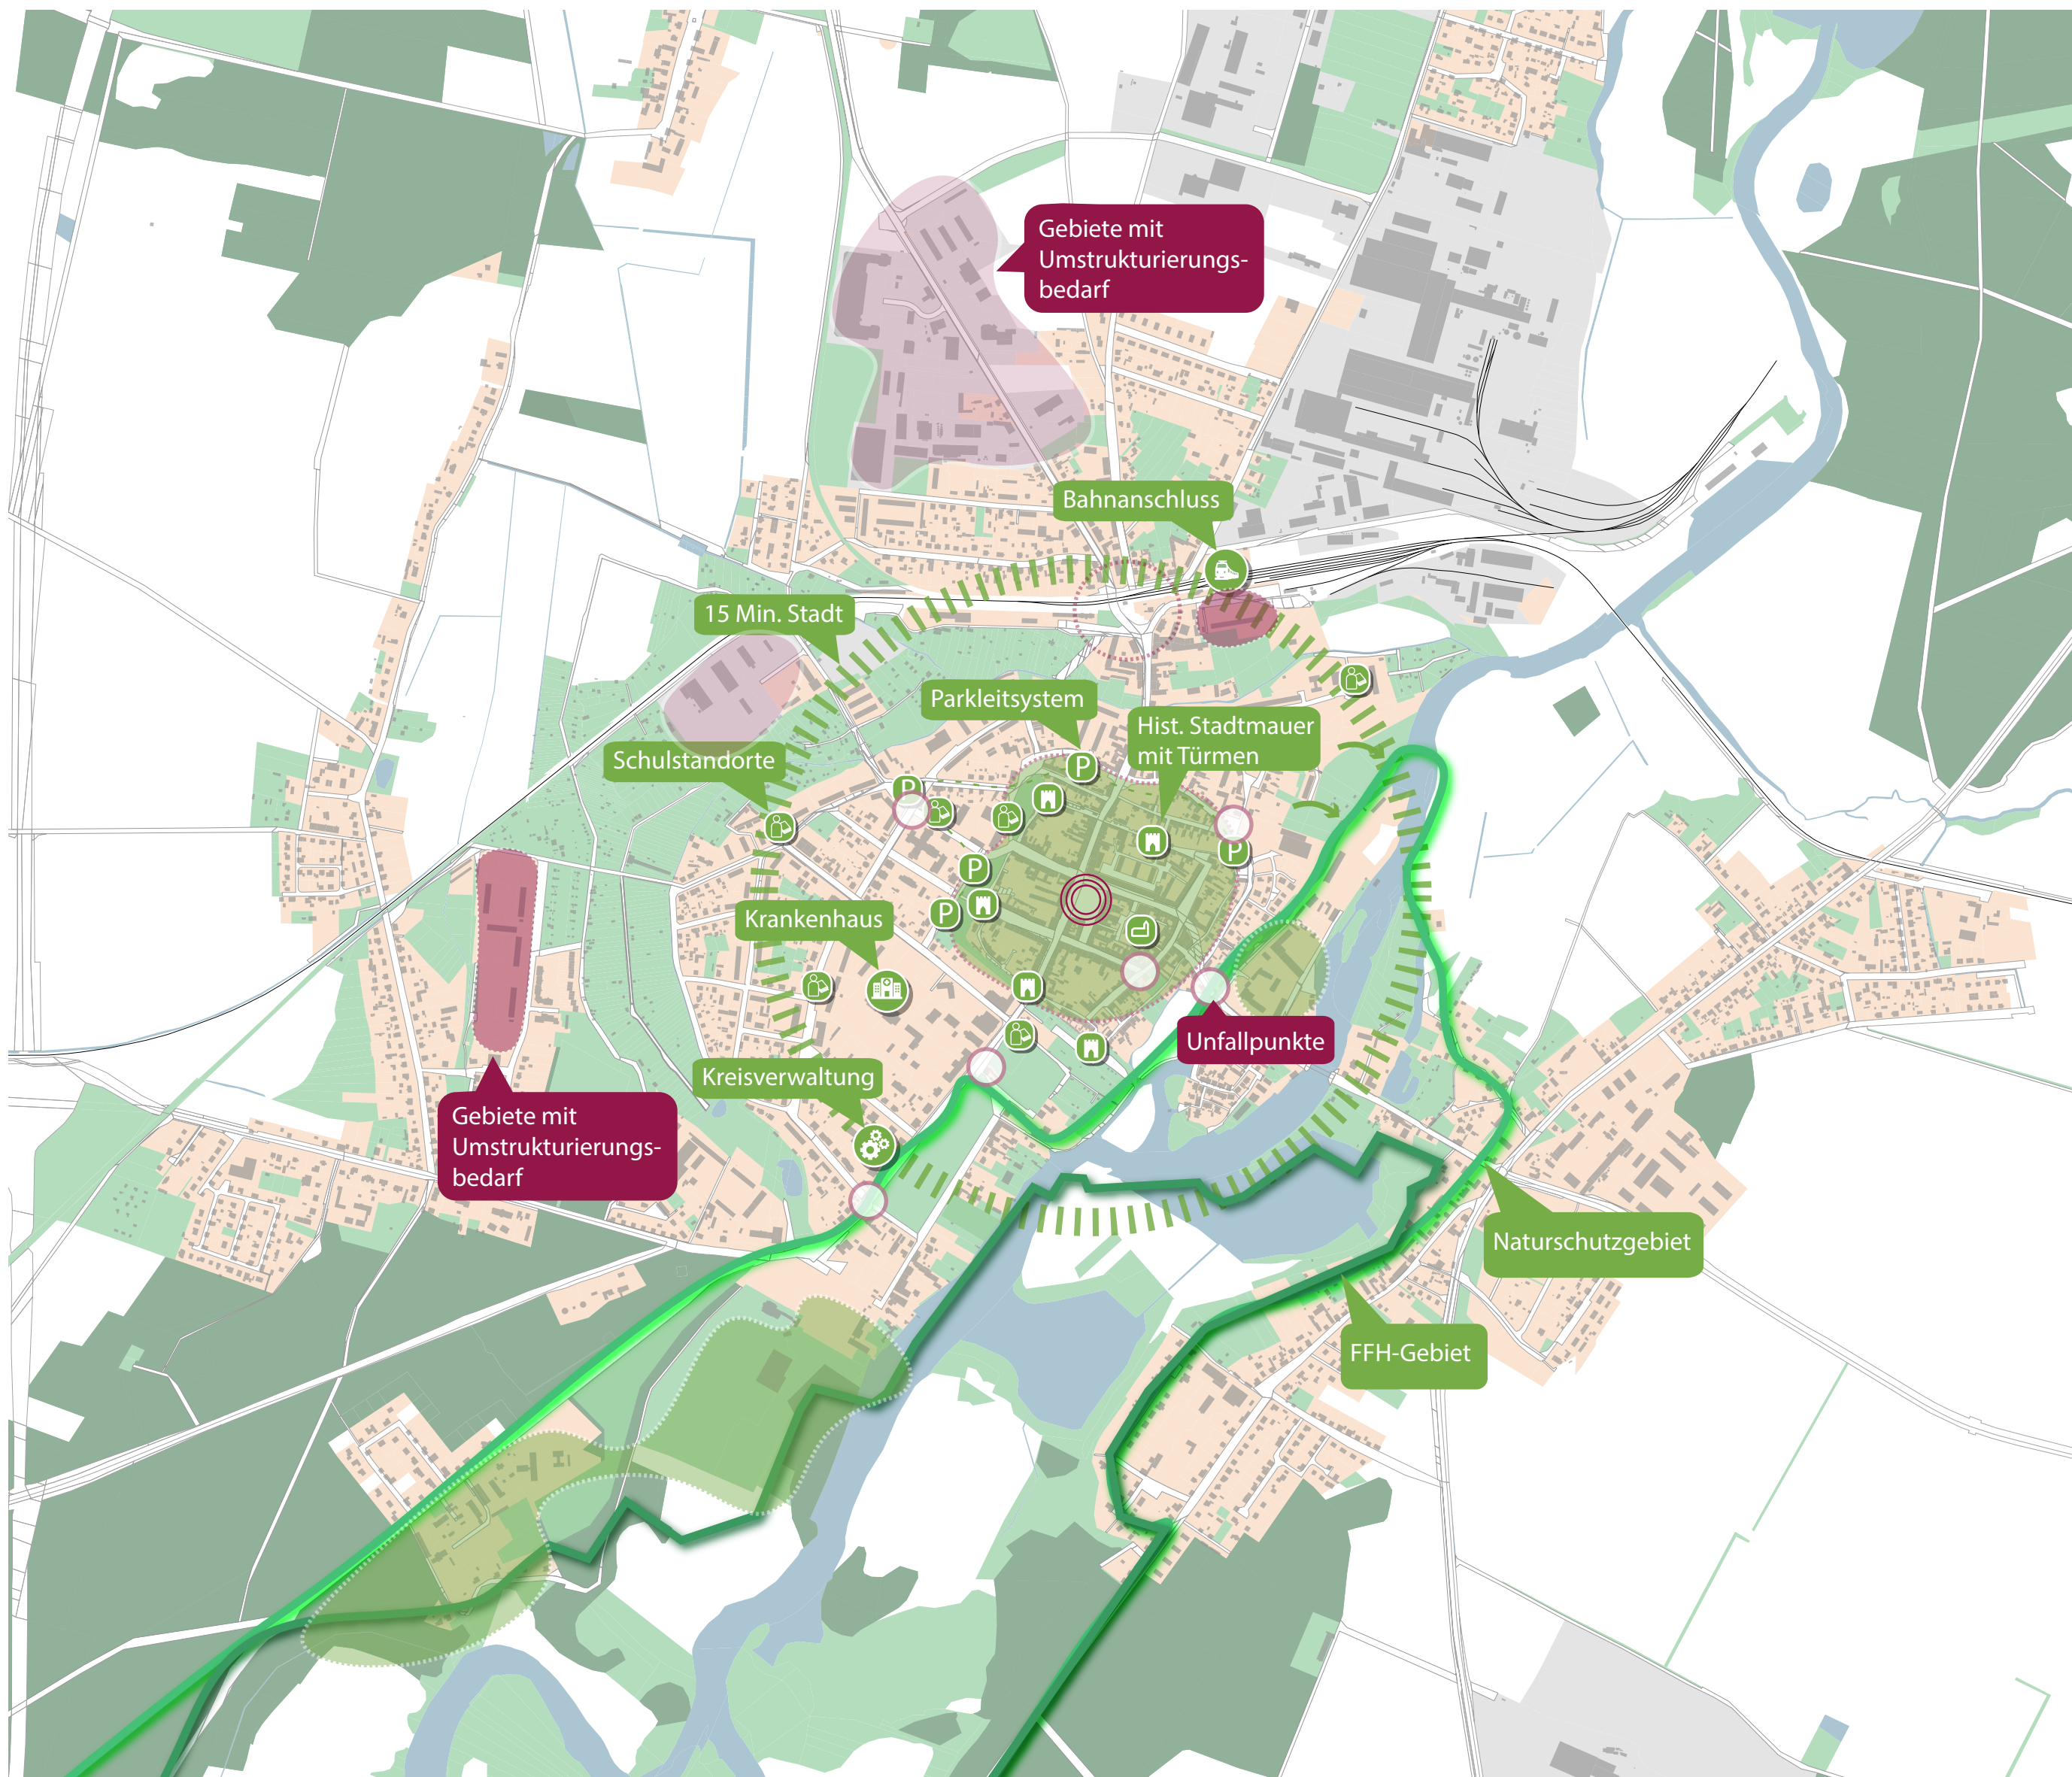 Gebiete mit
Umstrukturierungs-
bedarf
Bahnanschluss
15 Min. Stadt
Parkleitsystem
Hist. Stadtmauer
mit Türmen
Schulstandorte
P
P
P
P
P
Krankenhaus
Unfallpunkte
Kreisverwaltung
Gebiete mit
Umstrukturierungs-
bedarf
Naturschutzgebiet
FFH-Gebiet